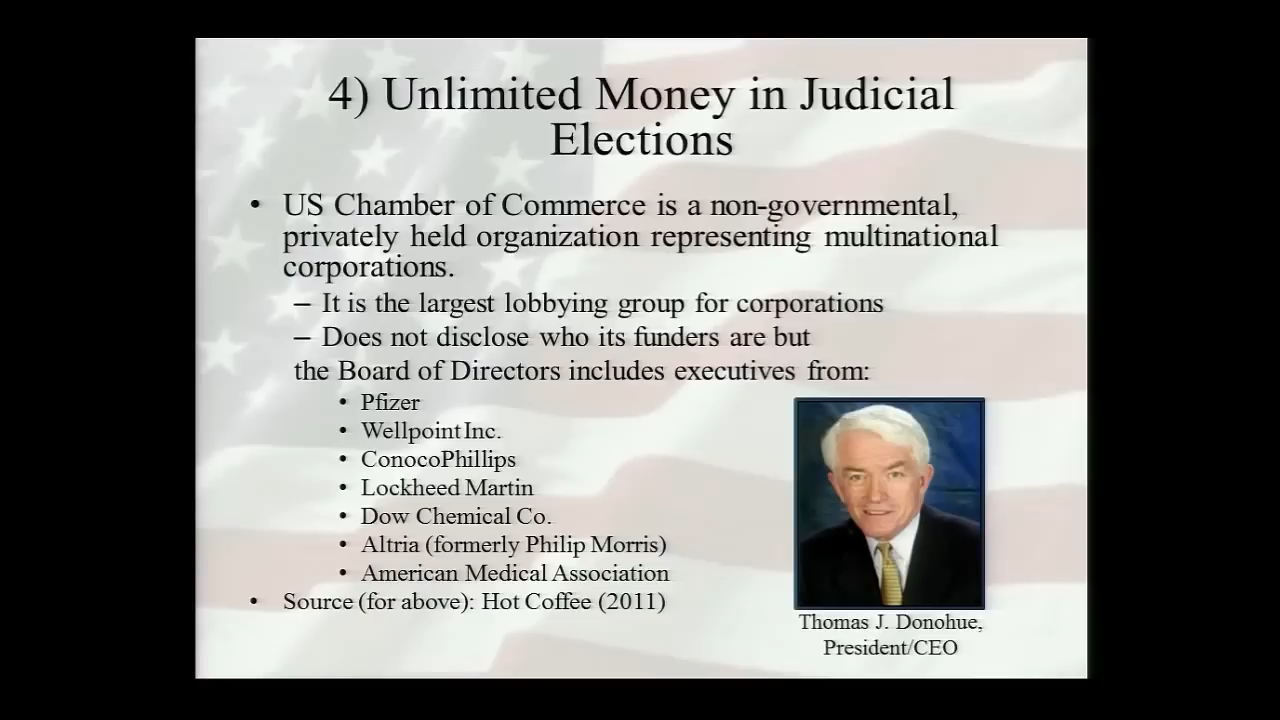 4) Unlimited Money in Judicial
Elections
• US Chamber of Commerce is a non-governmental,
privately held organization representing multinational
corporations.
– It is the largest lobbying group for corporations
– Does not disclose who its funders are but
the Board of Directors includes executives from:
• Pfizer
• Wellpoint Inc.
• ConocoPhillips
• Lockheed Martin
• Dow Chemical Co.
• Altria (formerly Philip Morris)
• American Medical Association
• Source (for above): Hot Coffee (2011)
Thomas J. Donohue,
President/CEO